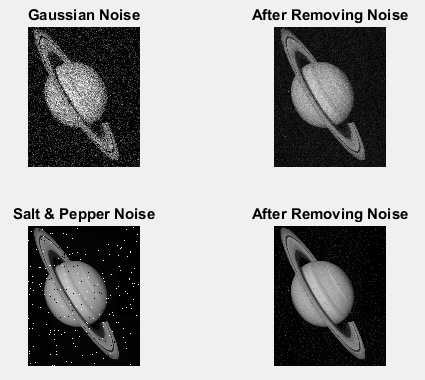 Gaussian Noise
After Removing Noise
Salt & Pepper Noise
After Removing Noise